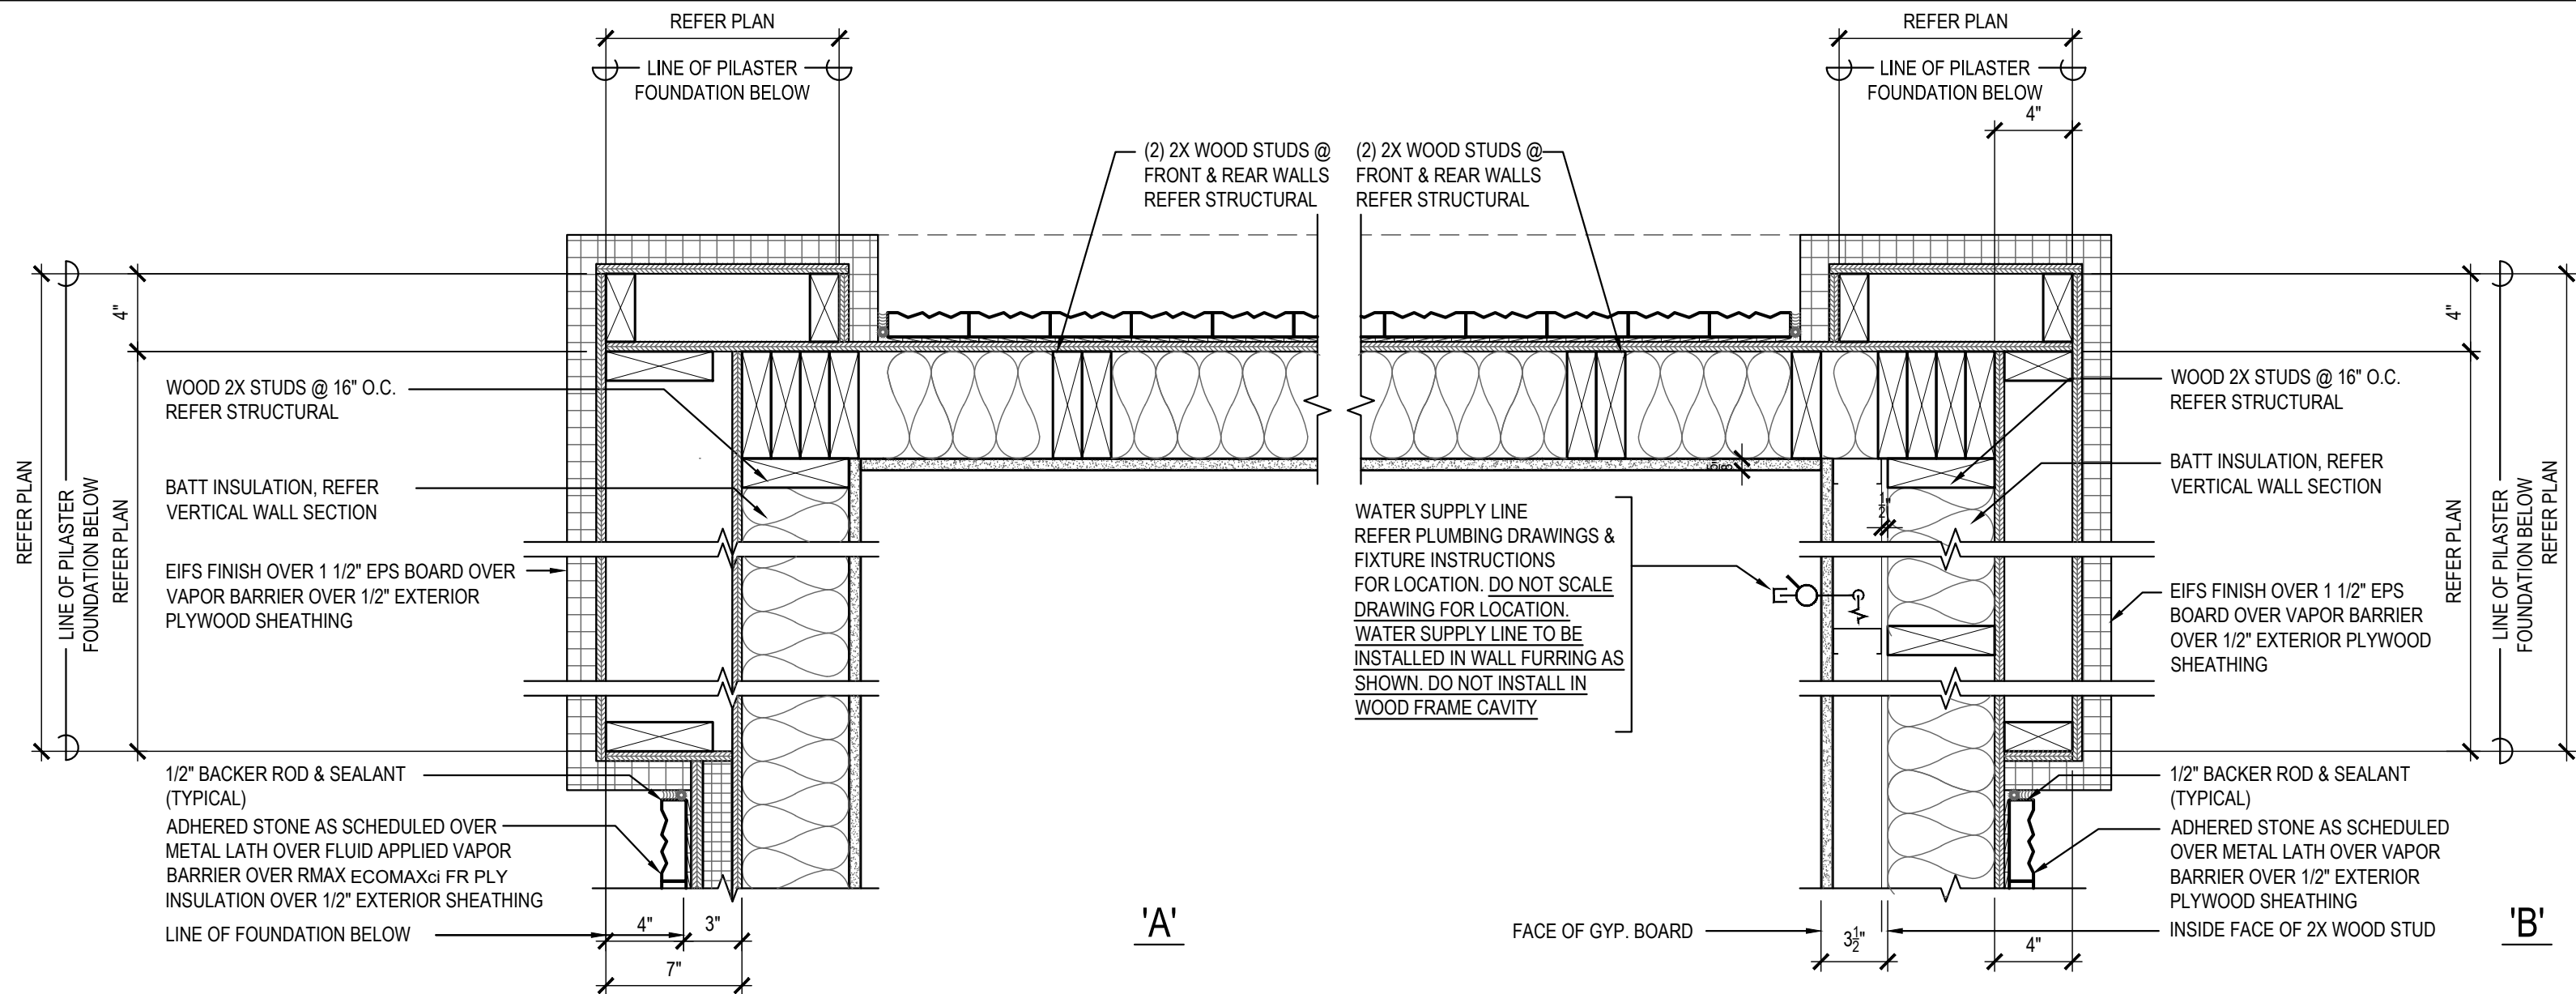 REFER PLAN
LINE OF PILASTER
FOUNDATION BELOW
REFER PLAN
LINE OF PILASTER
FOUNDATION BELOW
4"
(2) 2X WOOD STUDS @
FRONT & REAR WALLS
REFER STRUCTURAL
(2) 2X WOOD STUDS @
FRONT & REAR WALLS
REFER STRUCTURAL
REFER PLAN
LINE OF PILASTER
FOUNDATION BELOW
4"
REFER PLAN
WOOD 2X STUDS @ 16" O.C.
REFER STRUCTURAL
BATT INSULATION, REFER
VERTICAL WALL SECTION
EIFS FINISH OVER 1 1/2" EPS BOARD OVER
VAPOR BARRIER OVER 1/2" EXTERIOR
PLYWOOD SHEATHING
1/2" BACKER ROD & SEALANT
(TYPICAL)
ADHERED STONE AS SCHEDULED OVER
METAL LATH OVER FLUID APPLIED VAPOR
BARRIER OVER RMAX ECOMAXci FR PLY
INSULATION OVER 1/2" EXTERIOR SHEATHING
LINE OF FOUNDATION BELOW
4"
3"
7"
'A'
5/8"
1/2"
WATER SUPPLY LINE
REFER PLUMBING DRAWINGS &
FIXTURE INSTRUCTIONS
FOR LOCATION. DO NOT SCALE
DRAWING FOR LOCATION.
WATER SUPPLY LINE TO BE
INSTALLED IN WALL FURRING AS
SHOWN. DO NOT INSTALL IN
WOOD FRAME CAVITY
FACE OF GYP. BOARD
3 1/2"
4"
WOOD 2X STUDS @ 16" O.C.
REFER STRUCTURAL
BATT INSULATION, REFER
VERTICAL WALL SECTION
EIFS FINISH OVER 1 1/2" EPS
BOARD OVER VAPOR BARRIER
OVER 1/2" EXTERIOR PLYWOOD
SHEATHING
1/2" BACKER ROD & SEALANT
(TYPICAL)
ADHERED STONE AS SCHEDULED
OVER METAL LATH OVER VAPOR
BARRIER OVER 1/2" EXTERIOR
PLYWOOD SHEATHING
INSIDE FACE OF 2X WOOD STUD
4"
REFER PLAN
LINE OF PILASTER
FOUNDATION BELOW
REFER PLAN
'B'